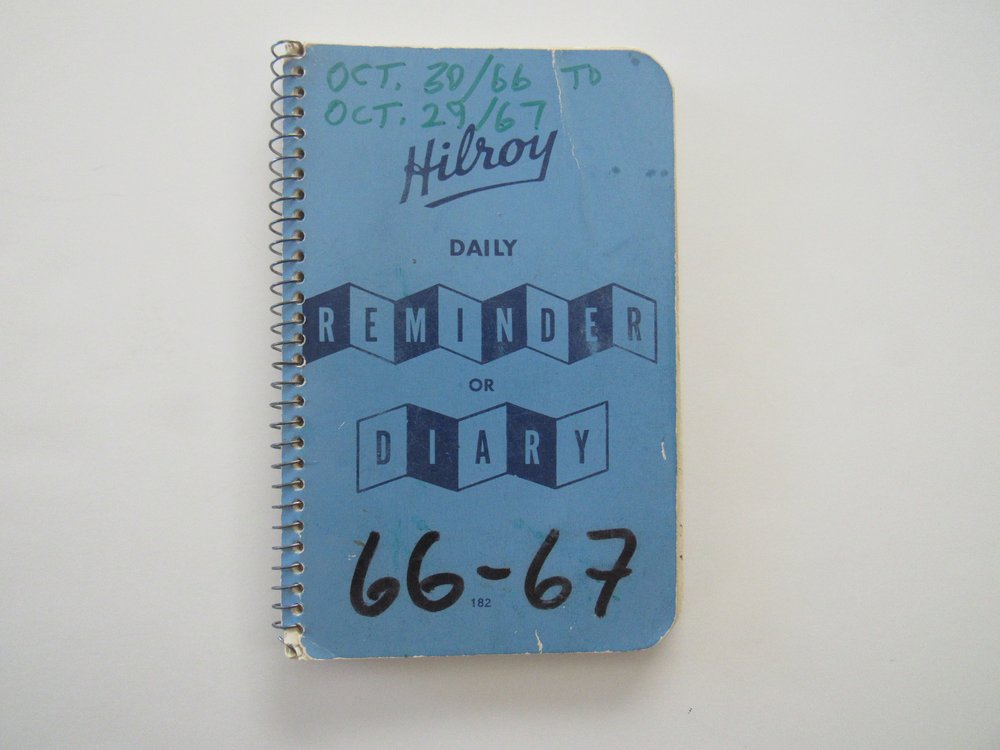 OCT. 30/66 TO
OCT. 29/67
Hilroy
DAILY
REMINDER
OR
DIARY
66-67
182